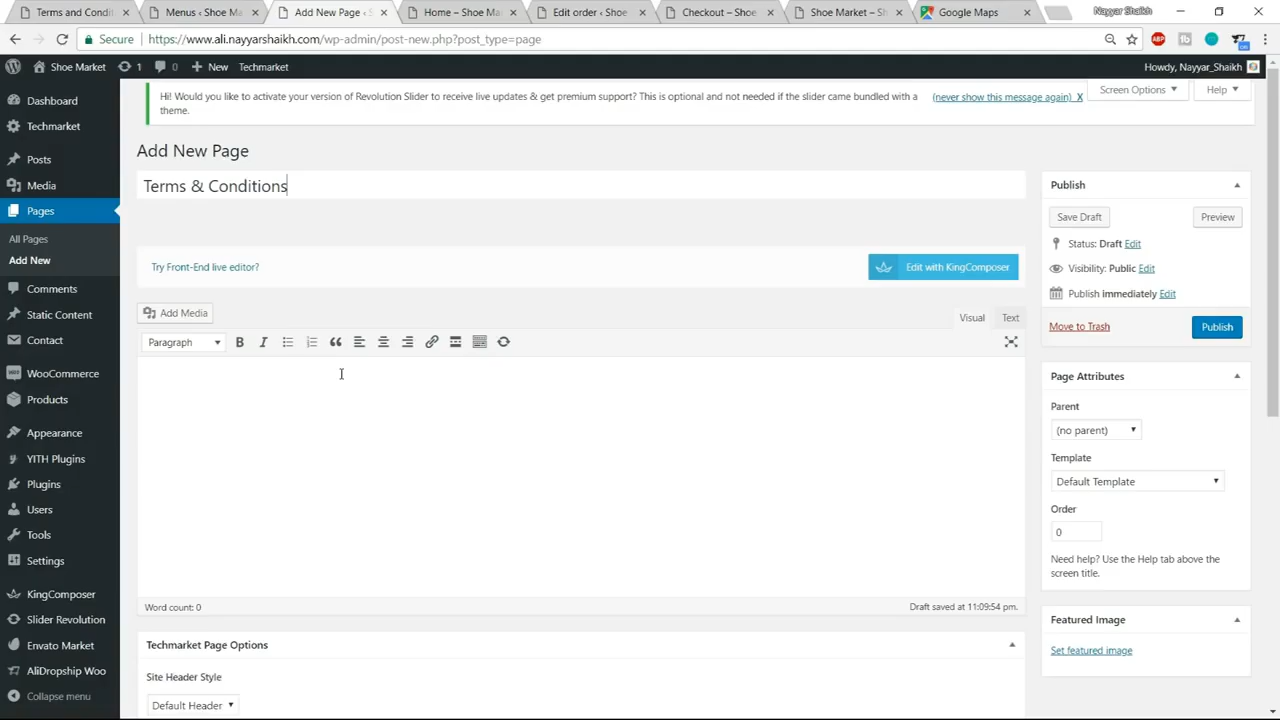 Terms and Condit
Menus ‹ Shoe Ma
Add New Page ‹ S
Home – Shoe Mar
Edit order ‹ Shoe
Checkout – Shoe
Shoe Market – Sh
Google Maps
Nayyar Shaikh
Secure
https://www.ali.nayyarshaikh.com/wp-admin/post-new.php?post_type=page
ABP
Shoe Market
1
0
New
Techmarket
Howdy, Nayyar_Shaikh
Dashboard
Techmarket
Posts
Media
Pages
All Pages
Add New
Comments
Static Content
Contact
WooCommerce
Products
Appearance
YITH Plugins
Plugins
Users
Tools
Settings
KingComposer
Slider Revolution
Envato Market
AliDropship Woo
Collapse menu
Hi! Would you like to activate your version of Revolution Slider to receive live updates & get premium support? This is optional and not needed if the slider came bundled with a
theme.
(never show this message again) X
Screen Options
Help
Add New Page
Terms & Conditions
Try Front-End live editor?
Edit with KingComposer
Add Media
Visual
Text
Paragraph
B
I
Word count: 0
Draft saved at 11:09:54 pm.
Techmarket Page Options
Site Header Style
Default Header
Publish
Save Draft
Preview
Status: Draft Edit
Visibility: Public Edit
Publish immediately Edit
Move to Trash
Publish
Page Attributes
Parent
(no parent)
Template
Default Template
Order
0
Need help? Use the Help tab above the
screen title.
Featured Image
Set featured image